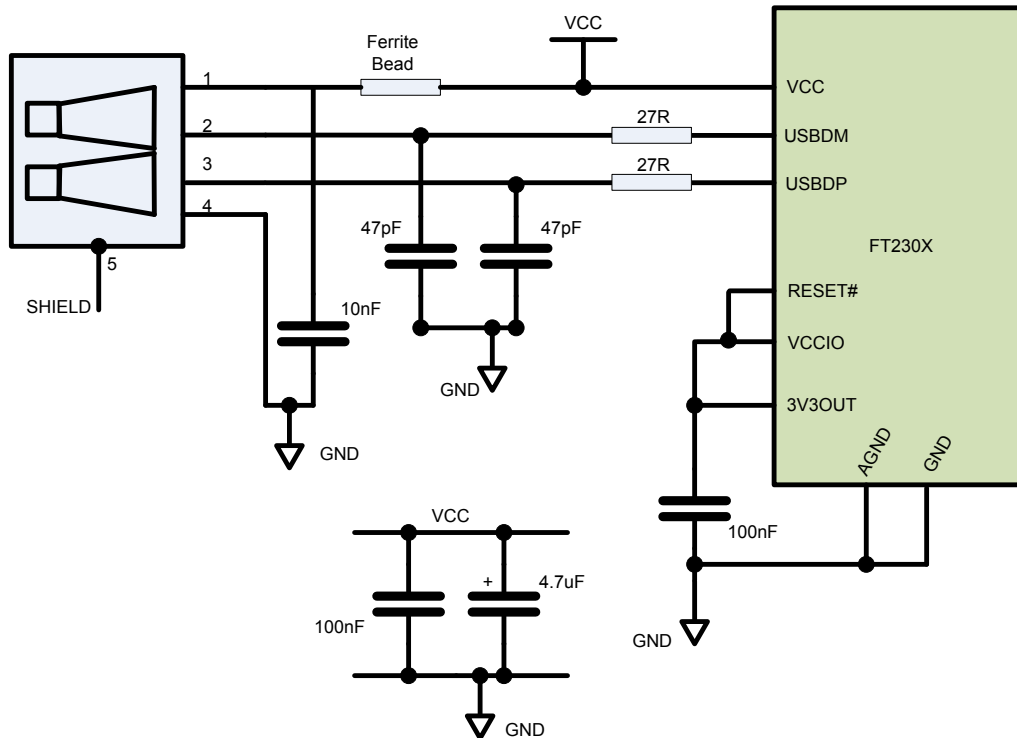 VCC
Ferrite
Bead
1
VCC
27R
2
USBDM
27R
3
USBDP
4
47pF
47pF
FT230X
5
SHIELD
RESET#
10nF
VCCIO
GND
3V3OUT
GND
AGND
GND
VCC
100nF
+
4.7uF
100nF
GND
GND